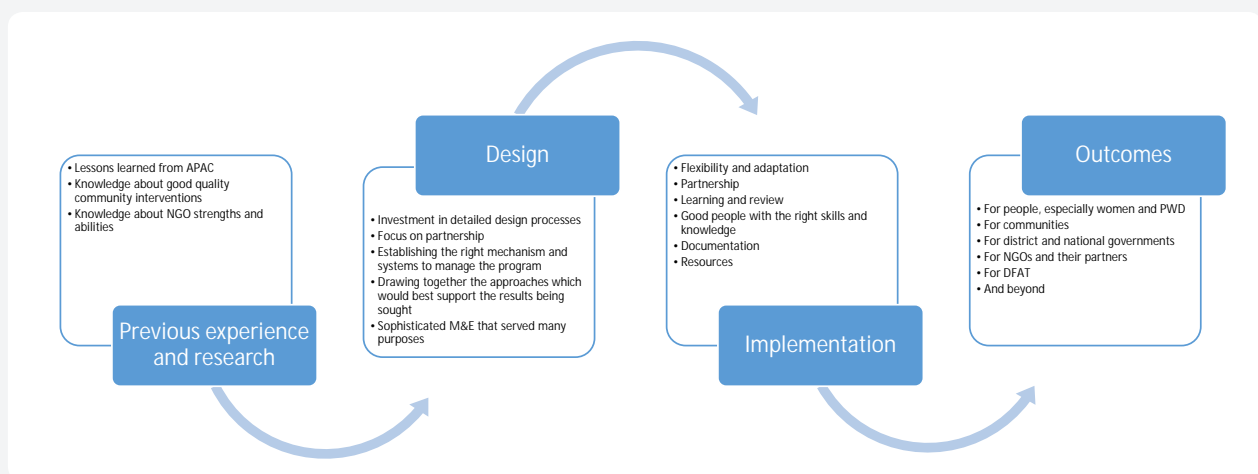 • Lessons learned from APAC
• Knowledge about good quality
community interventions
• Knowledge about NGO strengths and
abilities
Previous experience
and research
Design
• Investment in detailed design processes
• Focus on partnership
• Establishing the right mechanism and
systems to manage the program
• Drawing together the approaches which
would best support the results being
sought
• Sophisticated M&E that served many
purposes
• Flexibility and adaptation
• Partnership
• Learning and review
• Good people with the right skills and
knowledge
• Documentation
• Resources
Implementation
Outcomes
• For people, especially women and PWD
• For communities
• For district and national governments
• For NGOs and their partners
• For DFAT
• And beyond